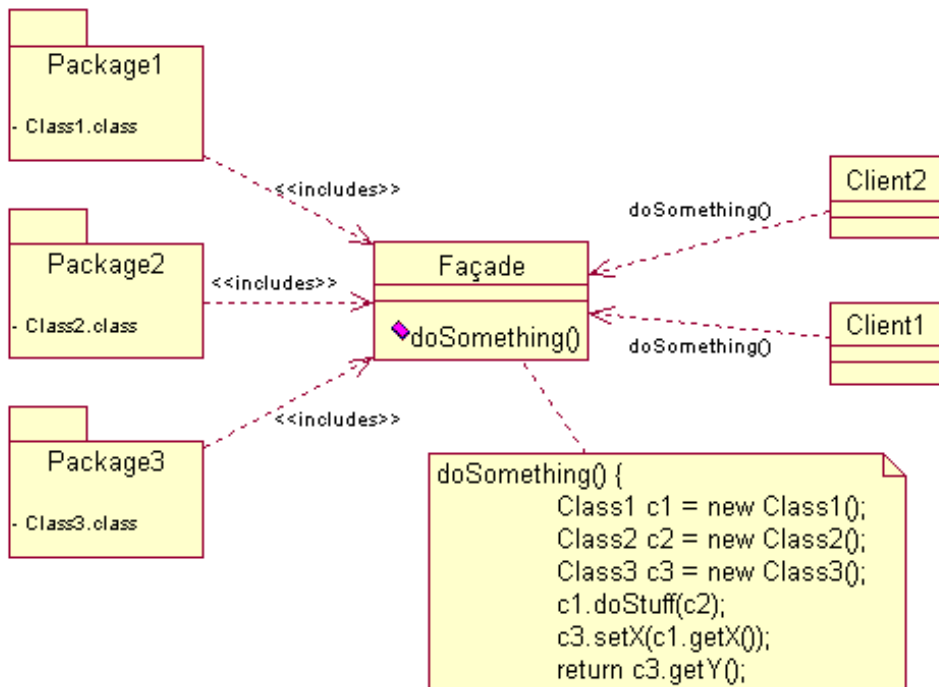 Package1
- Class1.class
<<includes>>
Client2
doSomething()
Package2
- Class2.class
<<includes>>
Façade
doSomething()
Client1
doSomething()
<<includes>>
Package3
- Class3.class
doSomething() {
Class1 c1 = new Class1();
Class2 c2 = new Class2();
Class3 c3 = new Class3();
c1.doStuff(c2);
c3.setX(c1.getX());
return c3.getY();